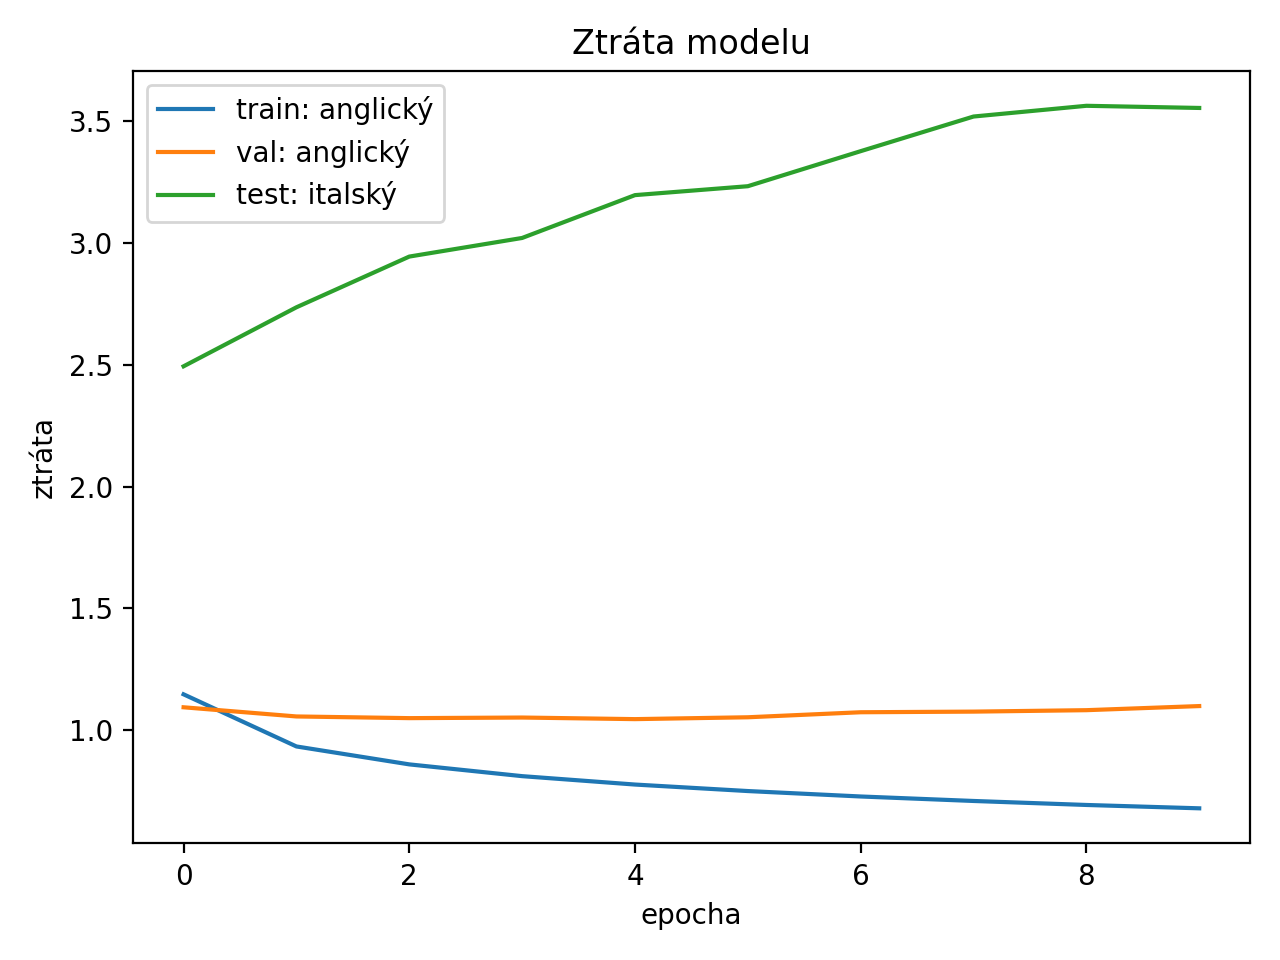 Ztráta modelu
train: anglický
val: anglický
test: italský
3.5
3.0
2.5
2.0
1.5
1.0
ztráta
0 2 4 6 8
epocha